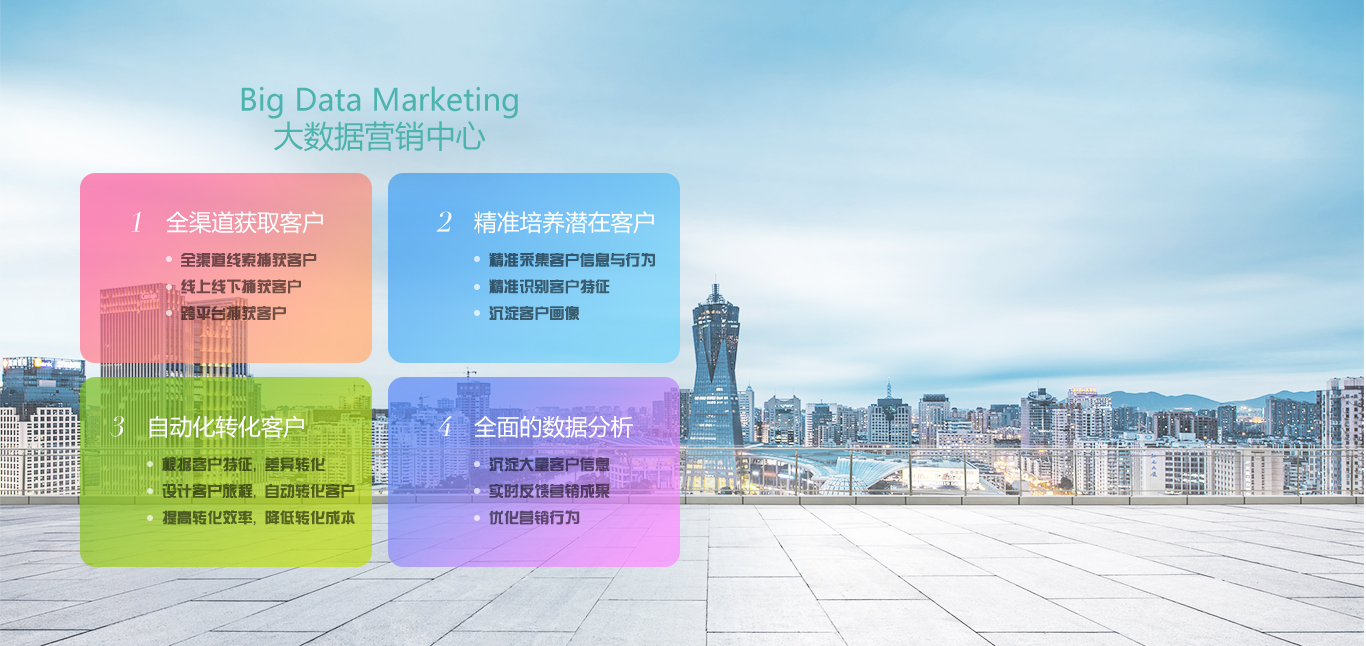 Big Data Marketing
大数据营销中心
1 全渠道获取客户
全渠道线索捕获客户
线上线下捕获客户
跨平台捕获客户
2 精准培养潜在客户
精准采集客户信息与行为
精准识别客户特征
沉淀客户画像
3 自动化转化客户
根据客户特征, 差异转化
设计客户旅程, 自动转化客户
提高转化效率, 降低转化成本
4 全面的数据分析
沉淀大量客户信息
实时反馈营销成果
优化营销行为